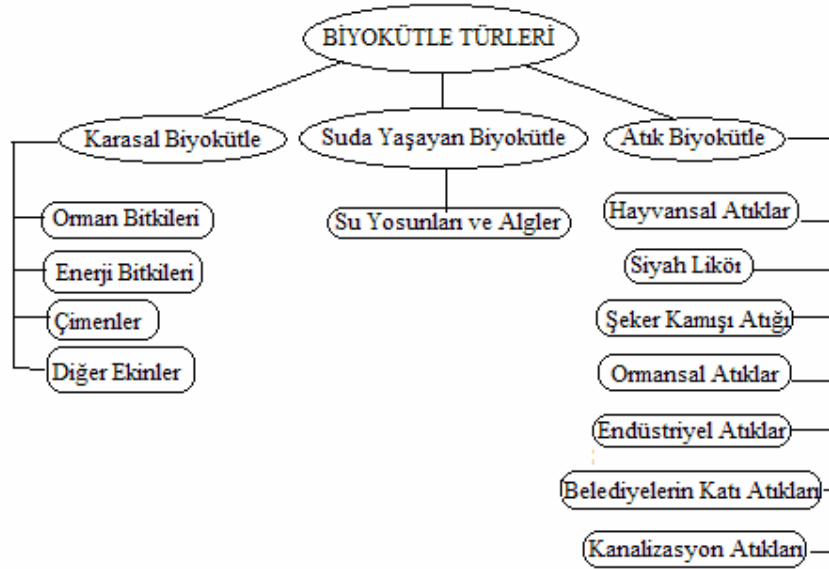 BİYOKÜTLE TÜRLERİ
Karasal Biyokütle
Suda Yaşayan Biyokütle
Atık Biyokütle
Orman Bitkileri
Enerji Bitkileri
Çimenler
Diğer Ekinler
Su Yosunları ve Algler
Hayvansal Atıklar
Siyah Likör
Şeker Kamışı Atığı
Ormansal Atıklar
Endüstriyel Atıklar
Belediyelerin Katı Atıkları
Kanalizasyon Atıkları